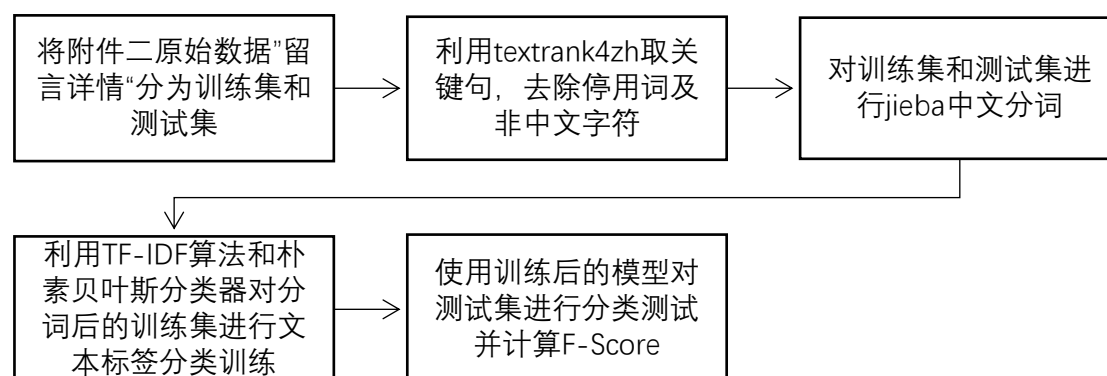 将附件二原始数据”留
言详情“分为训练集和
测试集
利用textrank4zh取关
键句，去除停用词及
非中文字符
对训练集和测试集进
行jieba中文分词
利用TF-IDF算法和朴
素贝叶斯分类器对分
词后的训练集进行文
本标签分类训练
使用训练后的模型对
测试集进行分类测试
并计算F-Score